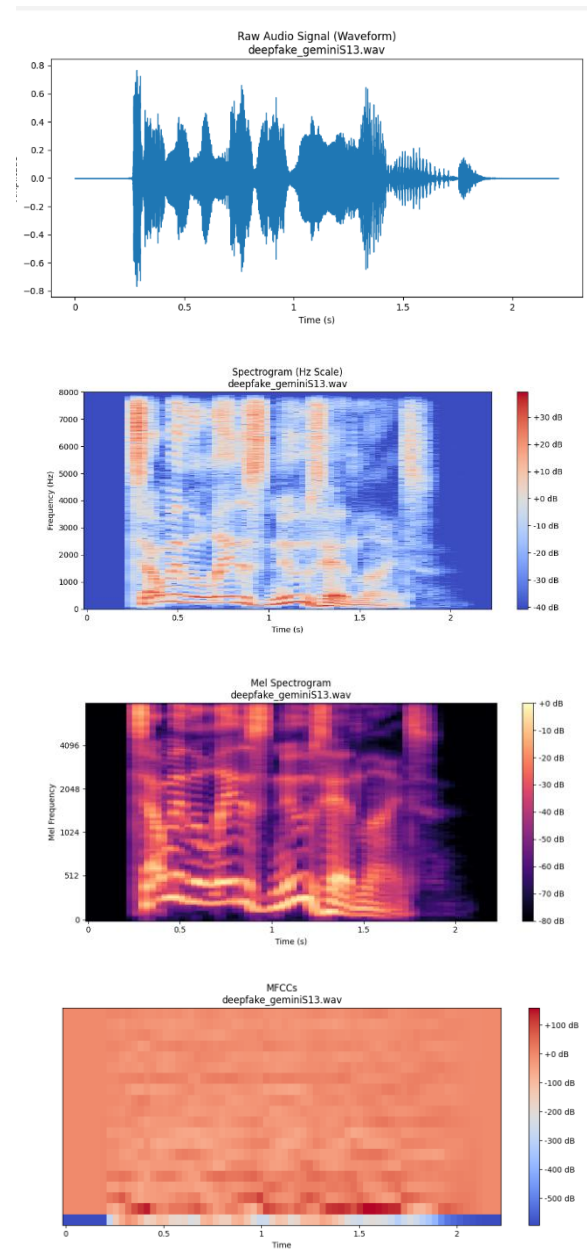 Raw Audio Signal (Waveform)
deepfake_geminiS13.wav
0.8
0.6
0.4
0.2
0.0
−0.2
−0.4
−0.6
−0.8
0
0.5
1
1.5
2
Time (s)
Spectrogram (Hz Scale)
deepfake_geminiS13.wav
8000
7000
6000
5000
4000
3000
2000
1000
0
Frequency (Hz)
0
0.5
1
1.5
2
Time (s)
+30 dB
+20 dB
+10 dB
+0 dB
-10 dB
-20 dB
-30 dB
-40 dB
Mel Spectrogram
deepfake_geminiS13.wav
4096
2048
1024
512
0
Mel Frequency
0
0.5
1
1.5
2
Time (s)
+0 dB
-10 dB
-20 dB
-30 dB
-40 dB
-50 dB
-60 dB
-70 dB
-80 dB
MFCCs
deepfake_geminiS13.wav
0
0.5
1
1.5
2
Time
+100 dB
+0 dB
-100 dB
-200 dB
-300 dB
-400 dB
-500 dB